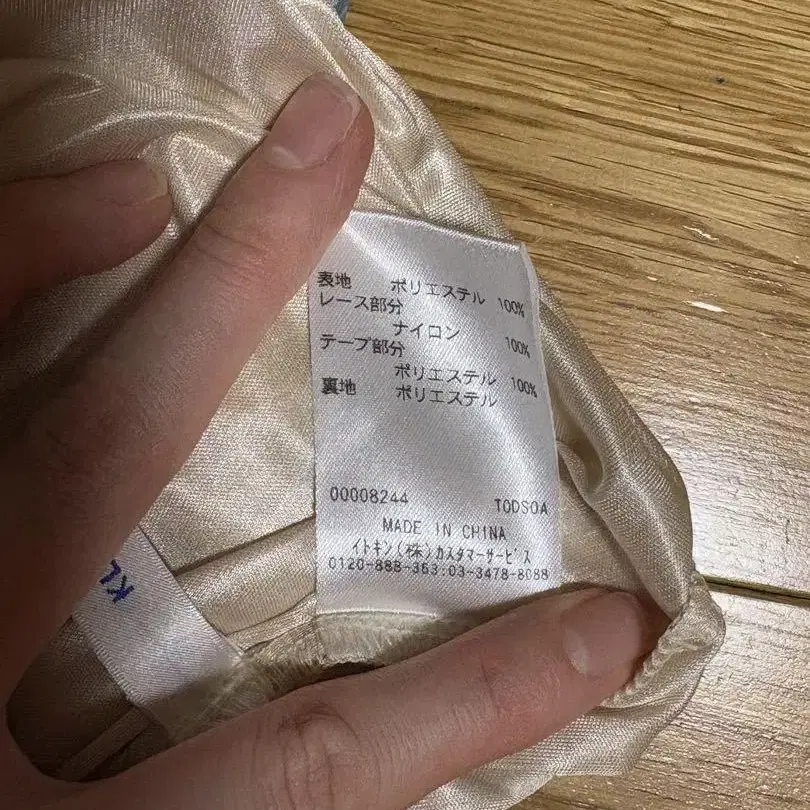 表地 ポリエステル 100%
レース部分
ナイロン 100%
テープ部分
ポリエステル 100%
裏地 ポリエステル
00008244 TODSOA
MADE IN CHINA
イトキン(株)カスタマーサービス
0120-888-363:03-3478-8088
KL